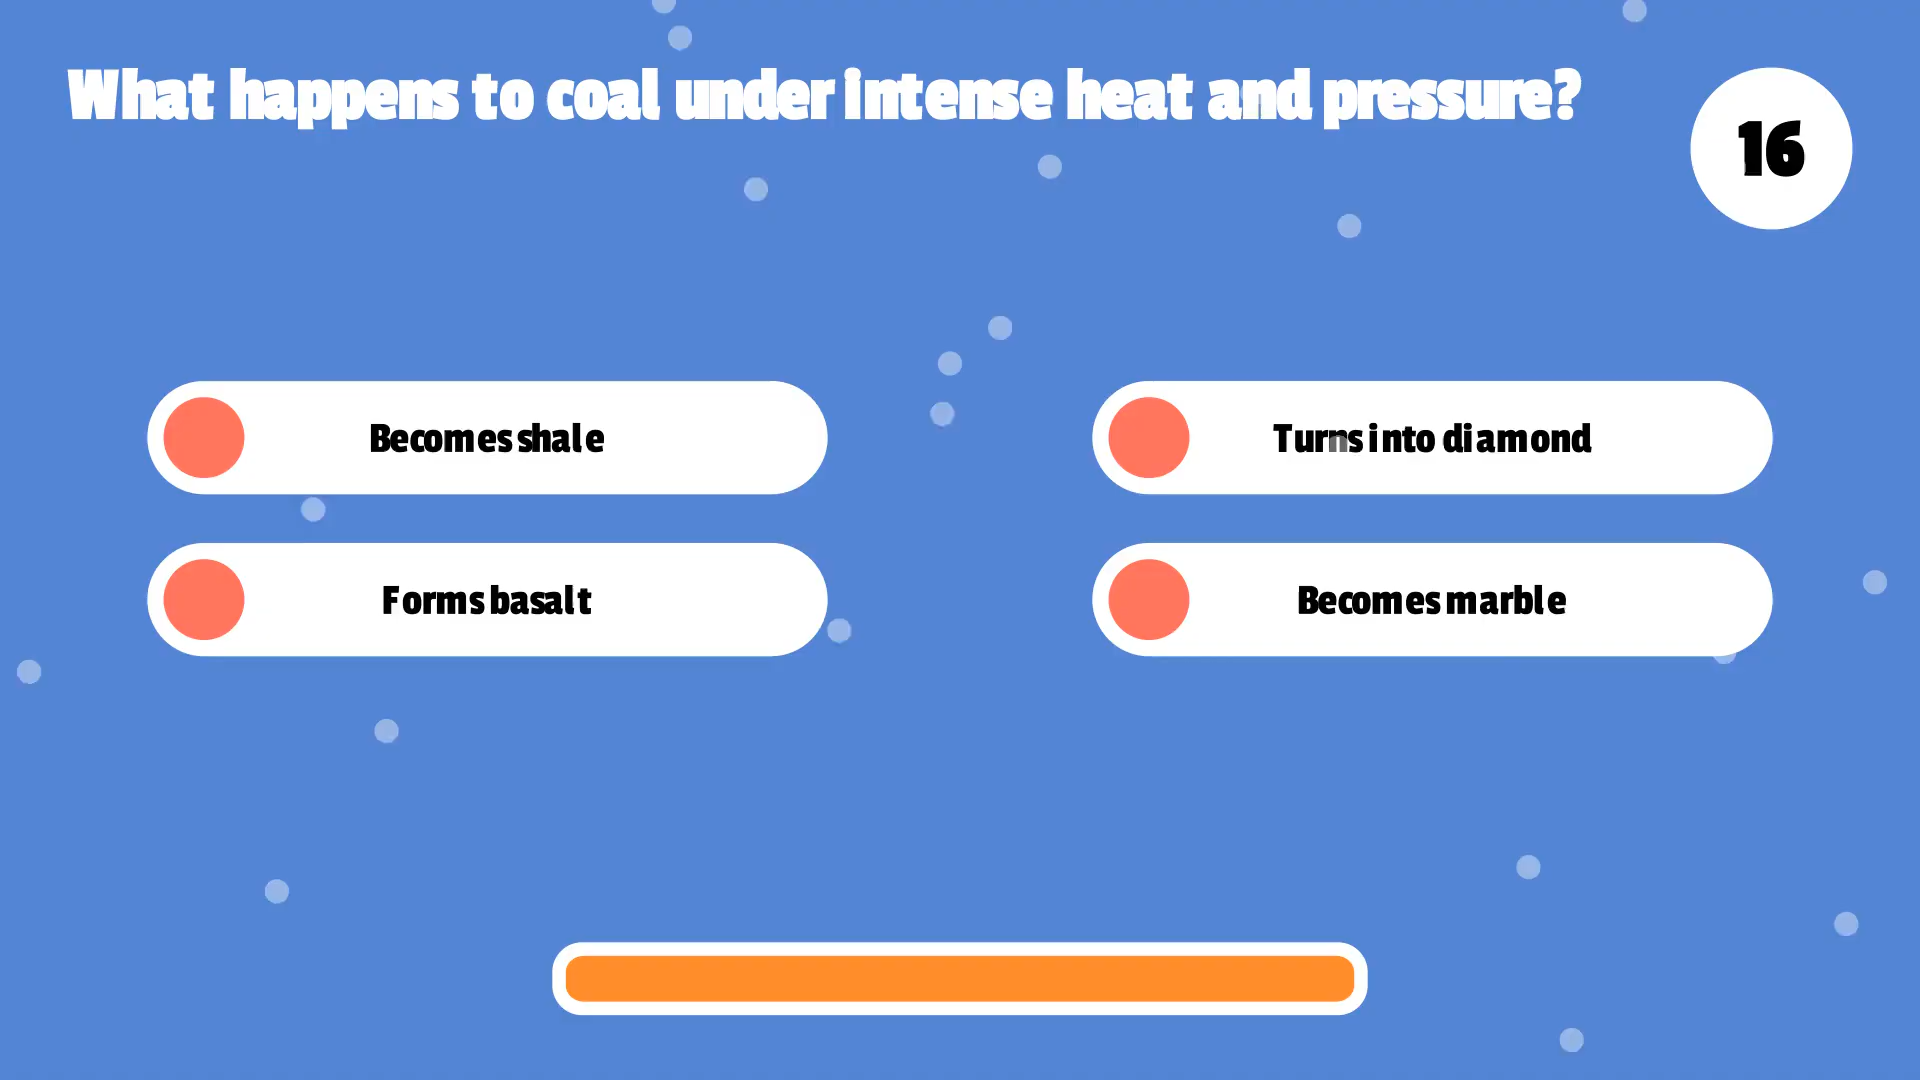 What happens to coal under intense heat and pressure?
16
Becomes shale
Turns into diamond
Forms basalt
Becomes marble